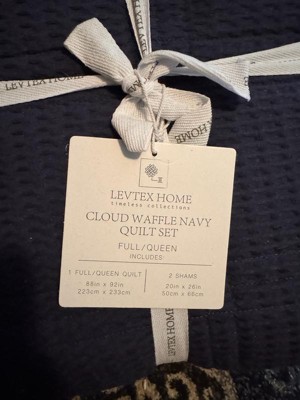 LEVTEX HOME
LEVTEX HOME
timeless collections
CLOUD WAFFLE NAVY
QUILT SET
FULL/QUEEN
INCLUDES:
1 FULL/QUEEN QUILT
88in x 92in
223cm x 233cm
2 SHAMS
20in x 26in
50cm x 66cm
LEVTEX HOME